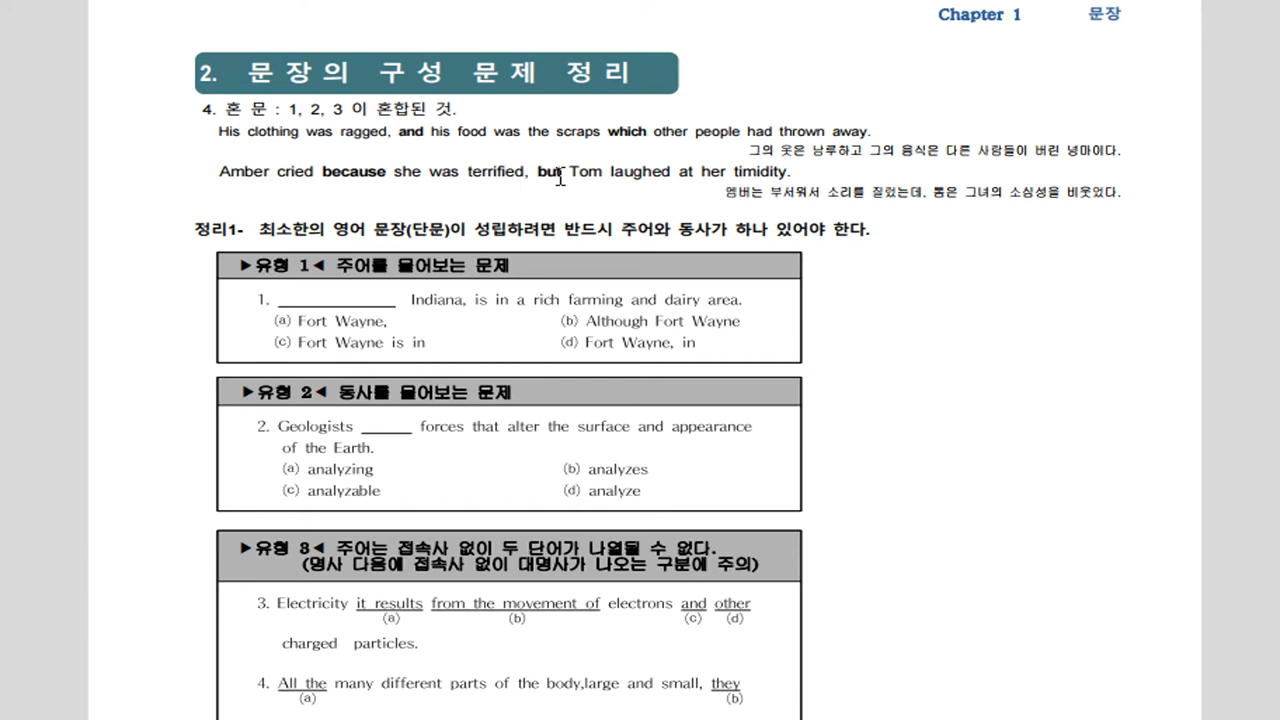 Chapter 1 문장
2. 문장의 구성 문제 정리
4. 혼 문 : 1, 2, 3 이 혼합된 것.
His clothing was ragged, and his food was the scraps which other people had thrown away.
그의 옷은 남루하고 그의 음식은 다른 사람들이 버린 넝마이다.
Amber cried because she was terrified, but Tom laughed at her timidity.
엠버는 부서워서 소리를 질렀는데, 톰은 그녀의 소심성을 비웃었다.
정리1- 최소한의 영어 문장(단문)이 성립하려면 반드시 주어와 동사가 하나 있어야 한다.
▶유형 1◀ 주어를 물어보는 문제
1. ____________ Indiana, is in a rich farming and dairy area.
(a) Fort Wayne, (b) Although Fort Wayne
(c) Fort Wayne is in (d) Fort Wayne, in
▶유형 2◀ 동사를 물어보는 문제
2. Geologists _____ forces that alter the surface and appearance
of the Earth.
(a) analyzing (b) analyzes
(c) analyzable (d) analyze
▶유형 3◀ 주어는 접속사 없이 두 단어가 나열될 수 없다.
(명사 다음에 접속사 없이 대명사가 나오는 구분에 주의)
3. Electricity it results from the movement of electrons and other
(a) (b) (c) (d)
charged particles.
4. All the many different parts of the body,large and small, they
(a) (b)